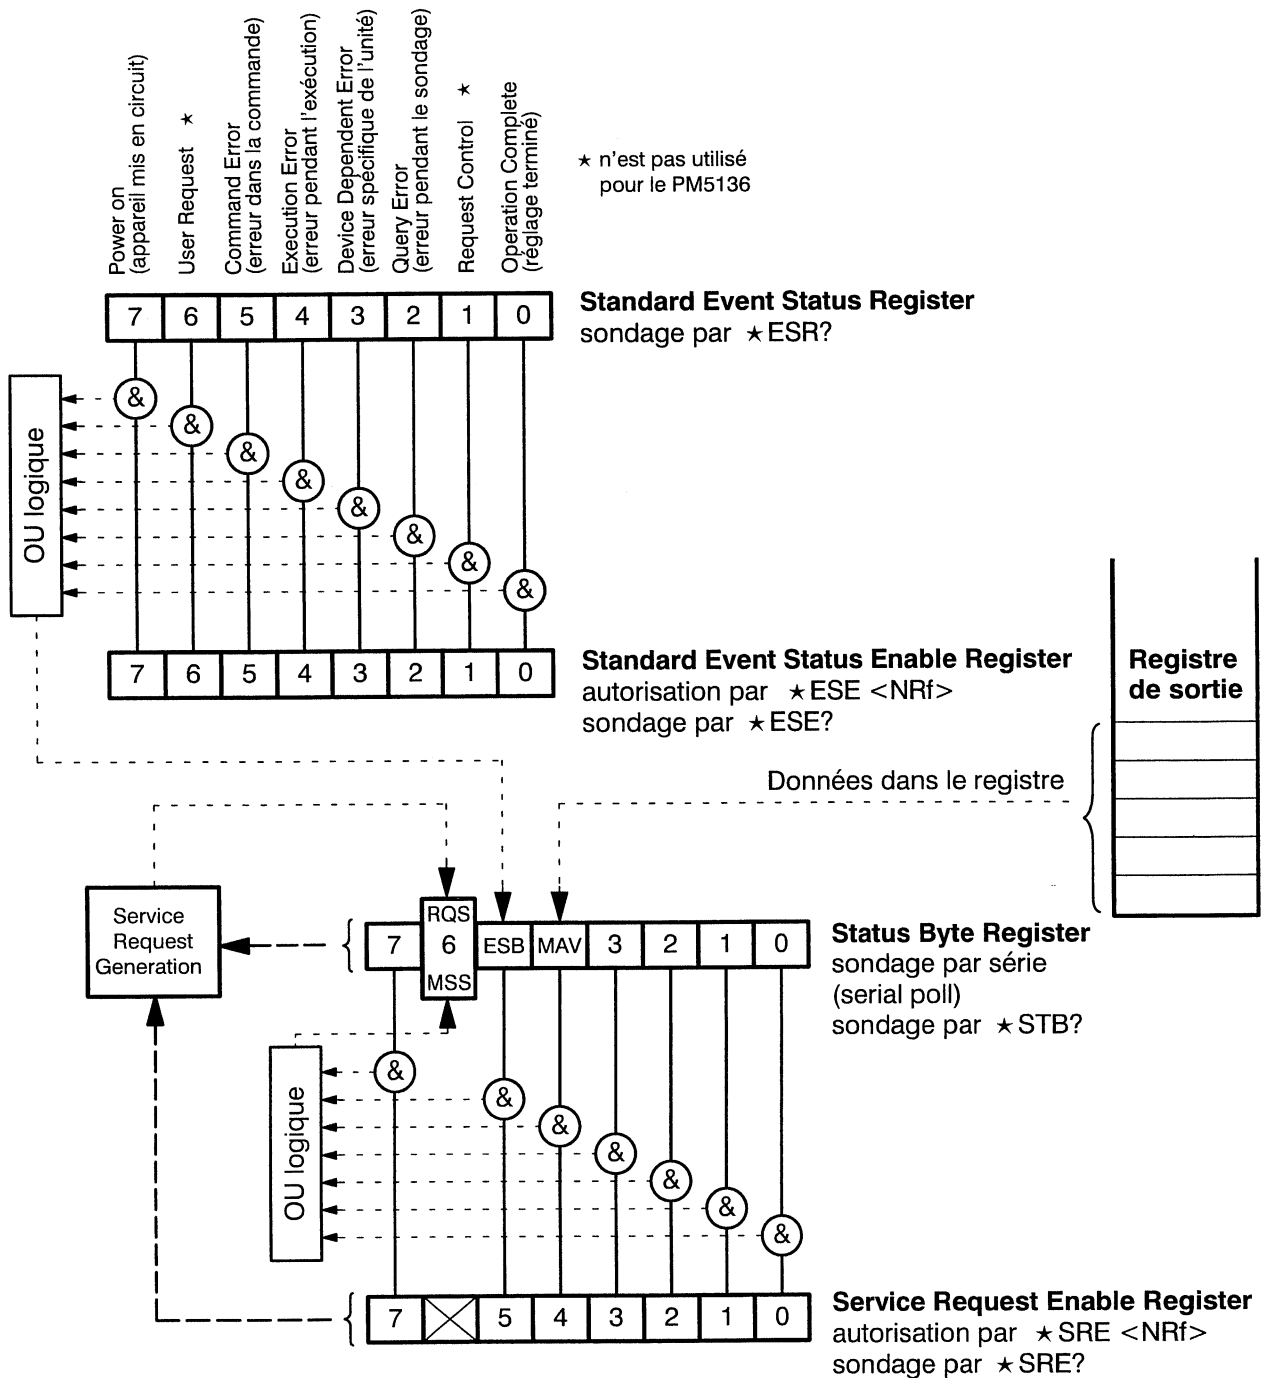 Power on
(appareil mis en circuit)
User Request ★
Command Error
(erreur dans la commande)
Execution Error
(erreur pendant l'exécution)
Device Dependent Error
(erreur spécifique de l'unité)
Query Error
(erreur pendant le sondage)
Request Control ★
Operation Complete
(réglage terminé)
★ n'est pas utilisé
pour le PM5136
7 6 5 4 3 2 1 0
Standard Event Status Register
sondage par ★ESR?
OU logique
&
&
&
&
&
&
&
&
7 6 5 4 3 2 1 0
Standard Event Status Enable Register
autorisation par ★ESE <NRf>
sondage par ★ESE?
Registre
de sortie
Données dans le registre
Service
Request
Generation
7 RQS 6 MSS ESB MAV 3 2 1 0
Status Byte Register
sondage par série
(serial poll)
sondage par ★STB?
OU logique
&
&
&
&
&
&
&
7 5 4 3 2 1 0
Service Request Enable Register
autorisation par ★SRE <NRf>
sondage par ★SRE?